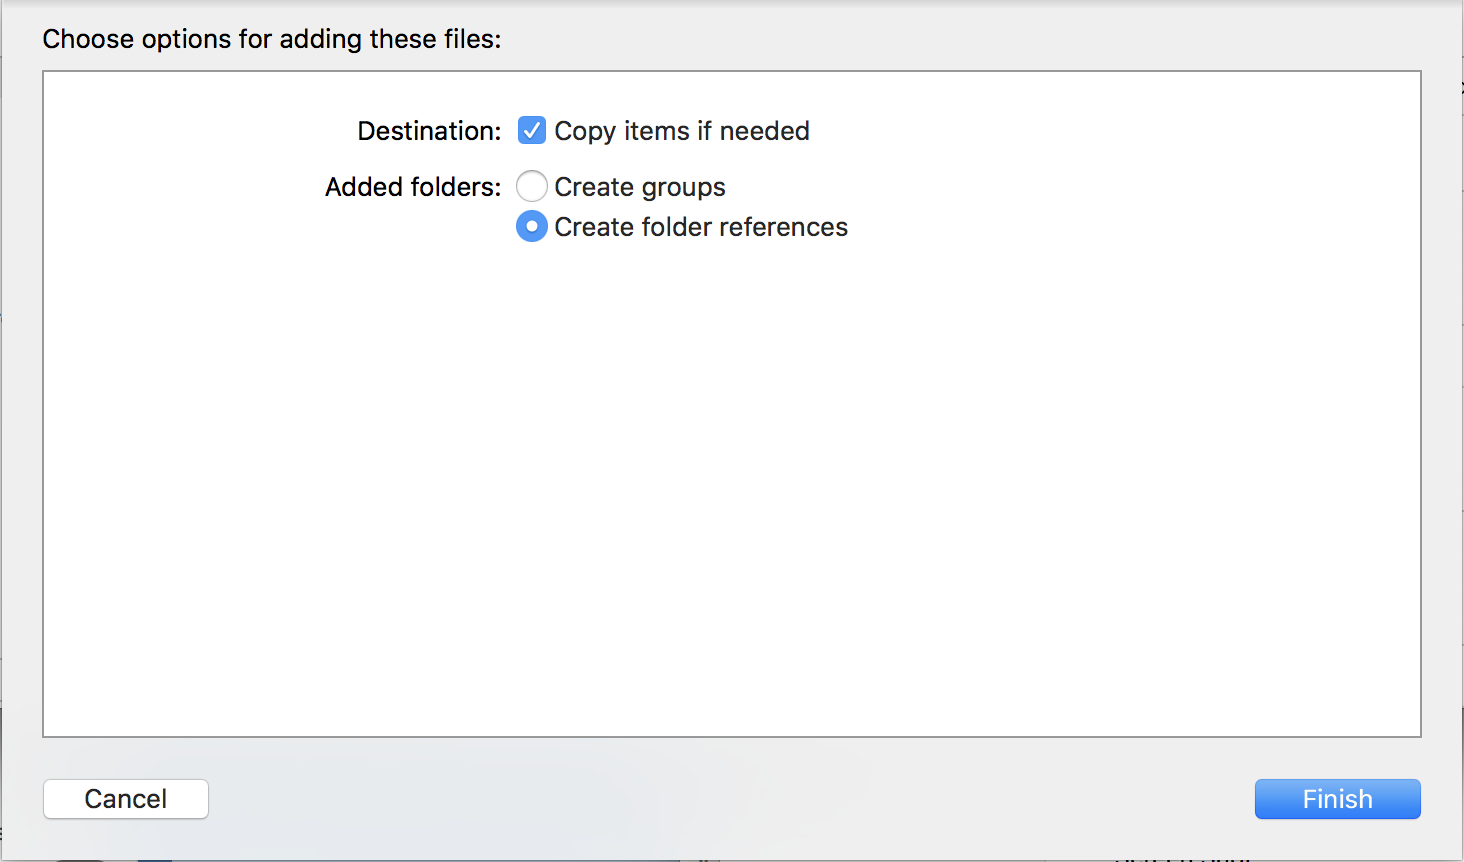 Choose options for adding these files:
Destination: Copy items if needed
Added folders: Create groups
Create folder references
Cancel
Finish